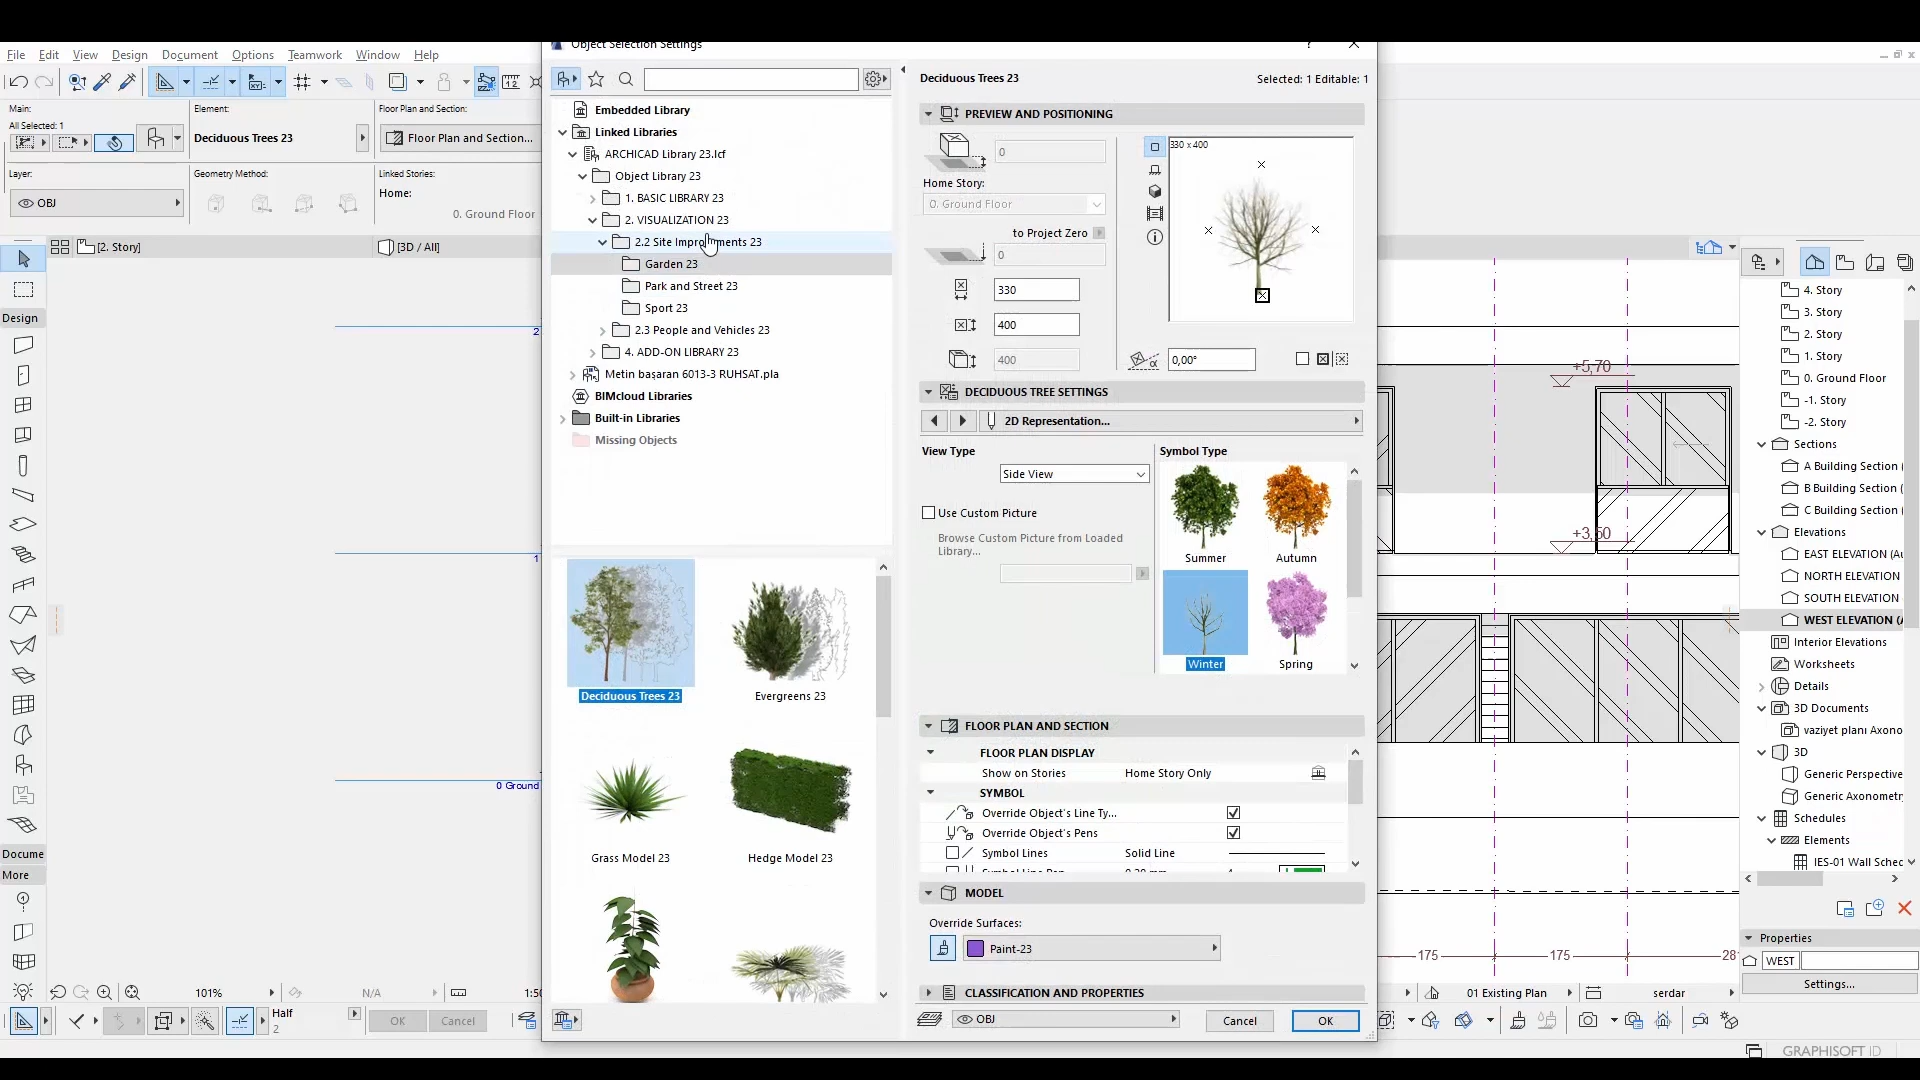 Object Selection Settings
?
File Edit View Design Document Options Teamwork Window Help
Main:
All Selected: 1
Element:
Deciduous Trees 23
Floor Plan and Section:
Floor Plan and Section...
Layer:
OBJ
Geometry Method:
Linked Stories:
Home:
0. Ground Floor
[2. Story]
[3D / All]
Design
Docume
More
2
1
0 Ground
101%
N/A
1:50
Half
2
OK
Cancel
Embedded Library
Linked Libraries
ARCHICAD Library 23.lcf
Object Library 23
1. BASIC LIBRARY 23
2. VISUALIZATION 23
2.2 Site Improvements 23
Garden 23
Park and Street 23
Sport 23
2.3 People and Vehicles 23
4. ADD-ON LIBRARY 23
Metin başaran 6013-3 RUHSAT.pla
BIMcloud Libraries
Built-in Libraries
Missing Objects
Deciduous Trees 23
Evergreens 23
Grass Model 23
Hedge Model 23
Deciduous Trees 23
Selected: 1 Editable: 1
PREVIEW AND POSITIONING
0
Home Story:
0. Ground Floor
to Project Zero
0
330
400
400
330 x 400
0,00°
DECIDUOUS TREE SETTINGS
2D Representation...
View Type
Side View
Use Custom Picture
Browse Custom Picture from Loaded
Library...
Symbol Type
Summer
Autumn
Winter
Spring
FLOOR PLAN AND SECTION
FLOOR PLAN DISPLAY
Show on Stories Home Story Only
SYMBOL
Override Object's Line Ty...
Override Object's Pens
Symbol Lines Solid Line
MODEL
Override Surfaces:
Paint-23
CLASSIFICATION AND PROPERTIES
OBJ
Cancel
OK
+5,70
+3,50
175
175
28
01 Existing Plan
serdar
4. Story
3. Story
2. Story
1. Story
0. Ground Floor
-1. Story
-2. Story
Sections
A Building Section (
B Building Section (
C Building Section (
Elevations
EAST ELEVATION (Au
NORTH ELEVATION
SOUTH ELEVATION
WEST ELEVATION (A
Interior Elevations
Worksheets
Details
3D Documents
vaziyet planı Axono
3D
Generic Perspective
Generic Axonometr
Schedules
Elements
IES-01 Wall Sched
Properties
WEST
Settings...
GRAPHISOFT ID